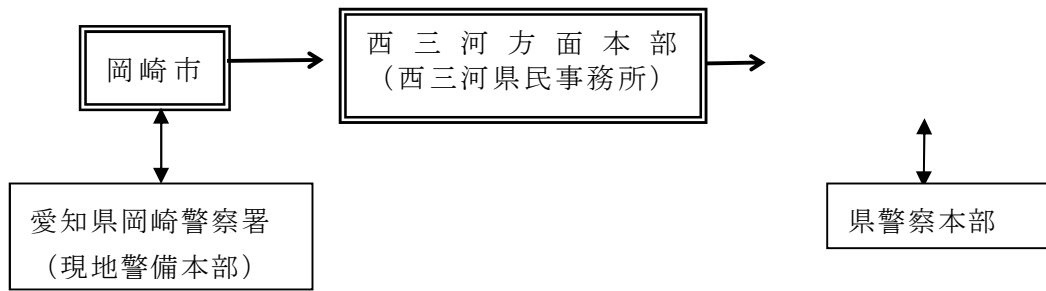 岡崎市
西三河方面本部
（西三河県民事務所）
愛知県岡崎警察署
（現地警備本部）
県警察本部